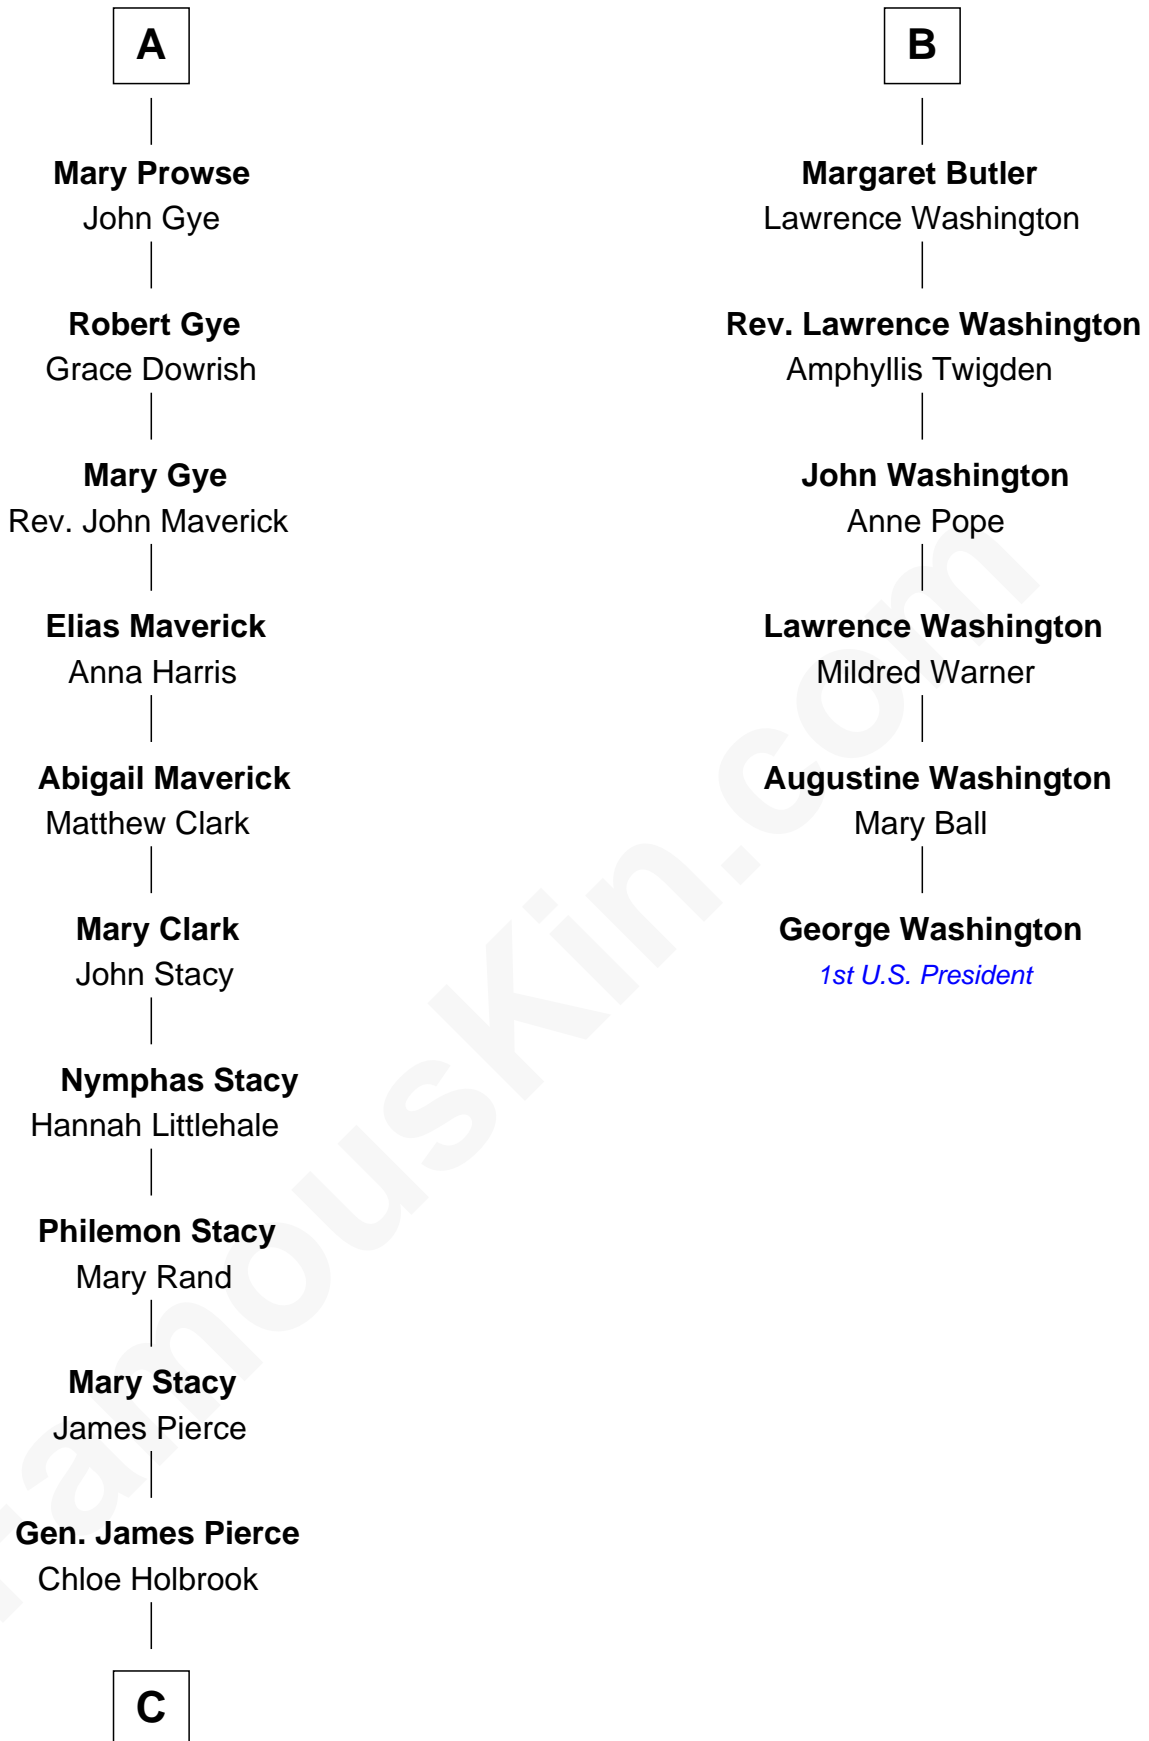 A
Mary Prowse
John Gye
Robert Gye
Grace Dowrish
Mary Gye
Rev. John Maverick
Elias Maverick
Anna Harris
Abigail Maverick
Matthew Clark
Mary Clark
John Stacy
Nymphas Stacy
Hannah Littlehale
Philemon Stacy
Mary Rand
Mary Stacy
James Pierce
Gen. James Pierce
Chloe Holbrook
C
B
Margaret Butler
Lawrence Washington
Rev. Lawrence Washington
Amphyllis Twigden
John Washington
Anne Pope
Lawrence Washington
Mildred Warner
Augustine Washington
Mary Ball
George Washington
1st U.S. President
FamousKin.com